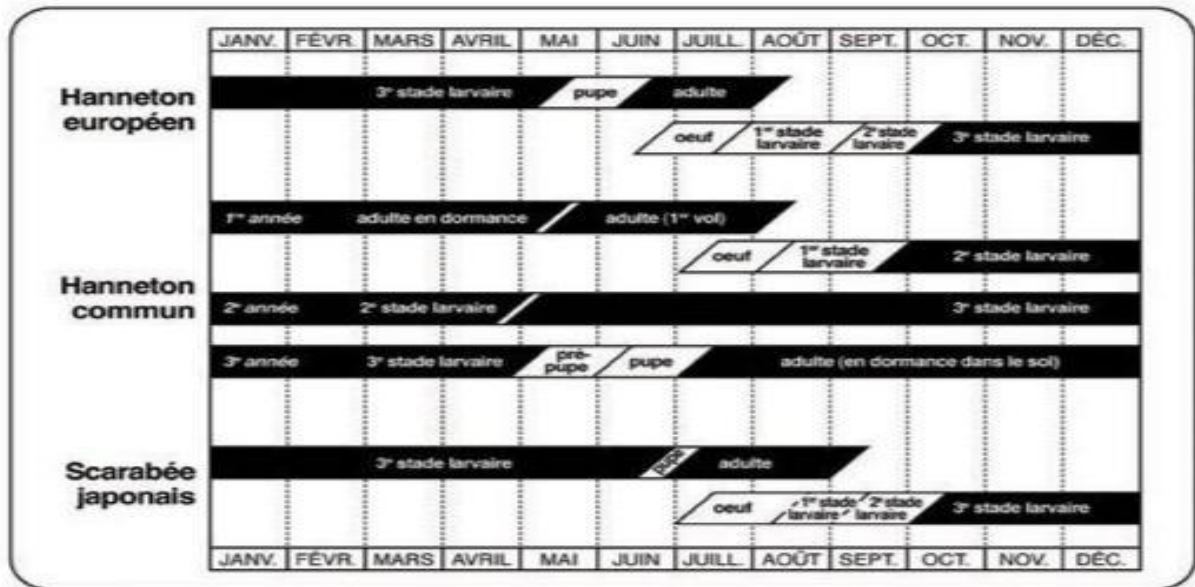 JANV. FÉVR. MARS AVRIL MAI JUIN JUILL. AOÛT SEPT. OCT. NOV. DÉC.
Hanneton
européen
3e stade larvaire pupe adulte
oeuf 1er stade
larvaire 2e stade
larvaire 3e stade larvaire
Hanneton
commun
1re année adulte en dormance adulte (1er vol)
oeuf 1er stade
larvaire 2e stade larvaire
2e année 2e stade larvaire 3e stade larvaire
3e année 3e stade larvaire pré-
pupe pupe adulte (en dormance dans le sol)
Scarabée
japonais
3e stade larvaire pupe adulte
oeuf 1er stade
larvaire 2e stade
larvaire 3e stade larvaire
JANV. FÉVR. MARS AVRIL MAI JUIN JUILL. AOÛT SEPT. OCT. NOV. DÉC.